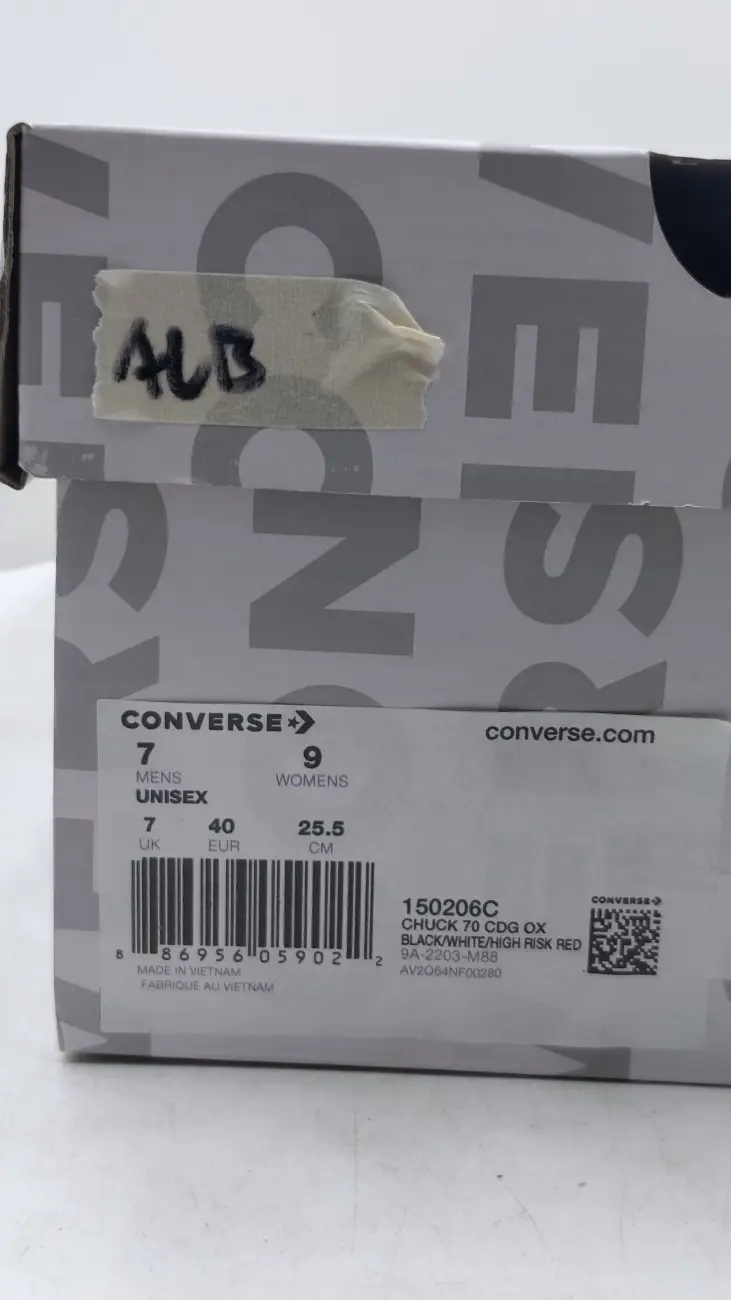 ALB
CONVERSE
converse.com
7
9
MENS
WOMENS
UNISEX
7
40
25.5
UK
EUR
CM
8 86956 05902 2
MADE IN VIETNAM
FABRIQUE AU VIETNAM
150206C
CHUCK 70 CDG OX
BLACK/WHITE/HIGH RISK RED
9A-2203-M88
AV2Q64NF00280
CONVERSE